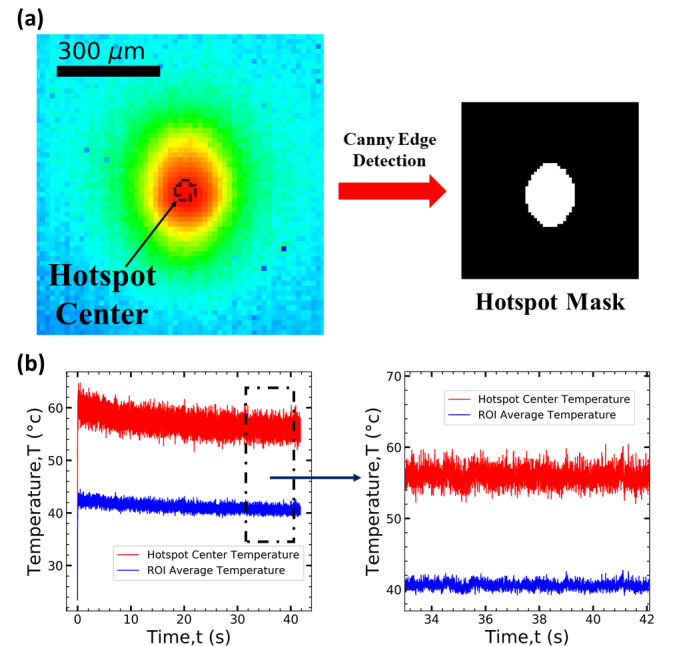 (a)
300 μm
Hotspot
Center
Canny Edge
Detection
Hotspot Mask
(b)
Temperature,T (°c)
60
50
40
30
Hotspot Center Temperature
ROI Average Temperature
0
10
20
30
40
Time,t (s)
Temperature,T (°c)
70
60
50
40
Hotspot Center Temperature
ROI Average Temperature
34
36
38
40
42
Time,t (s)